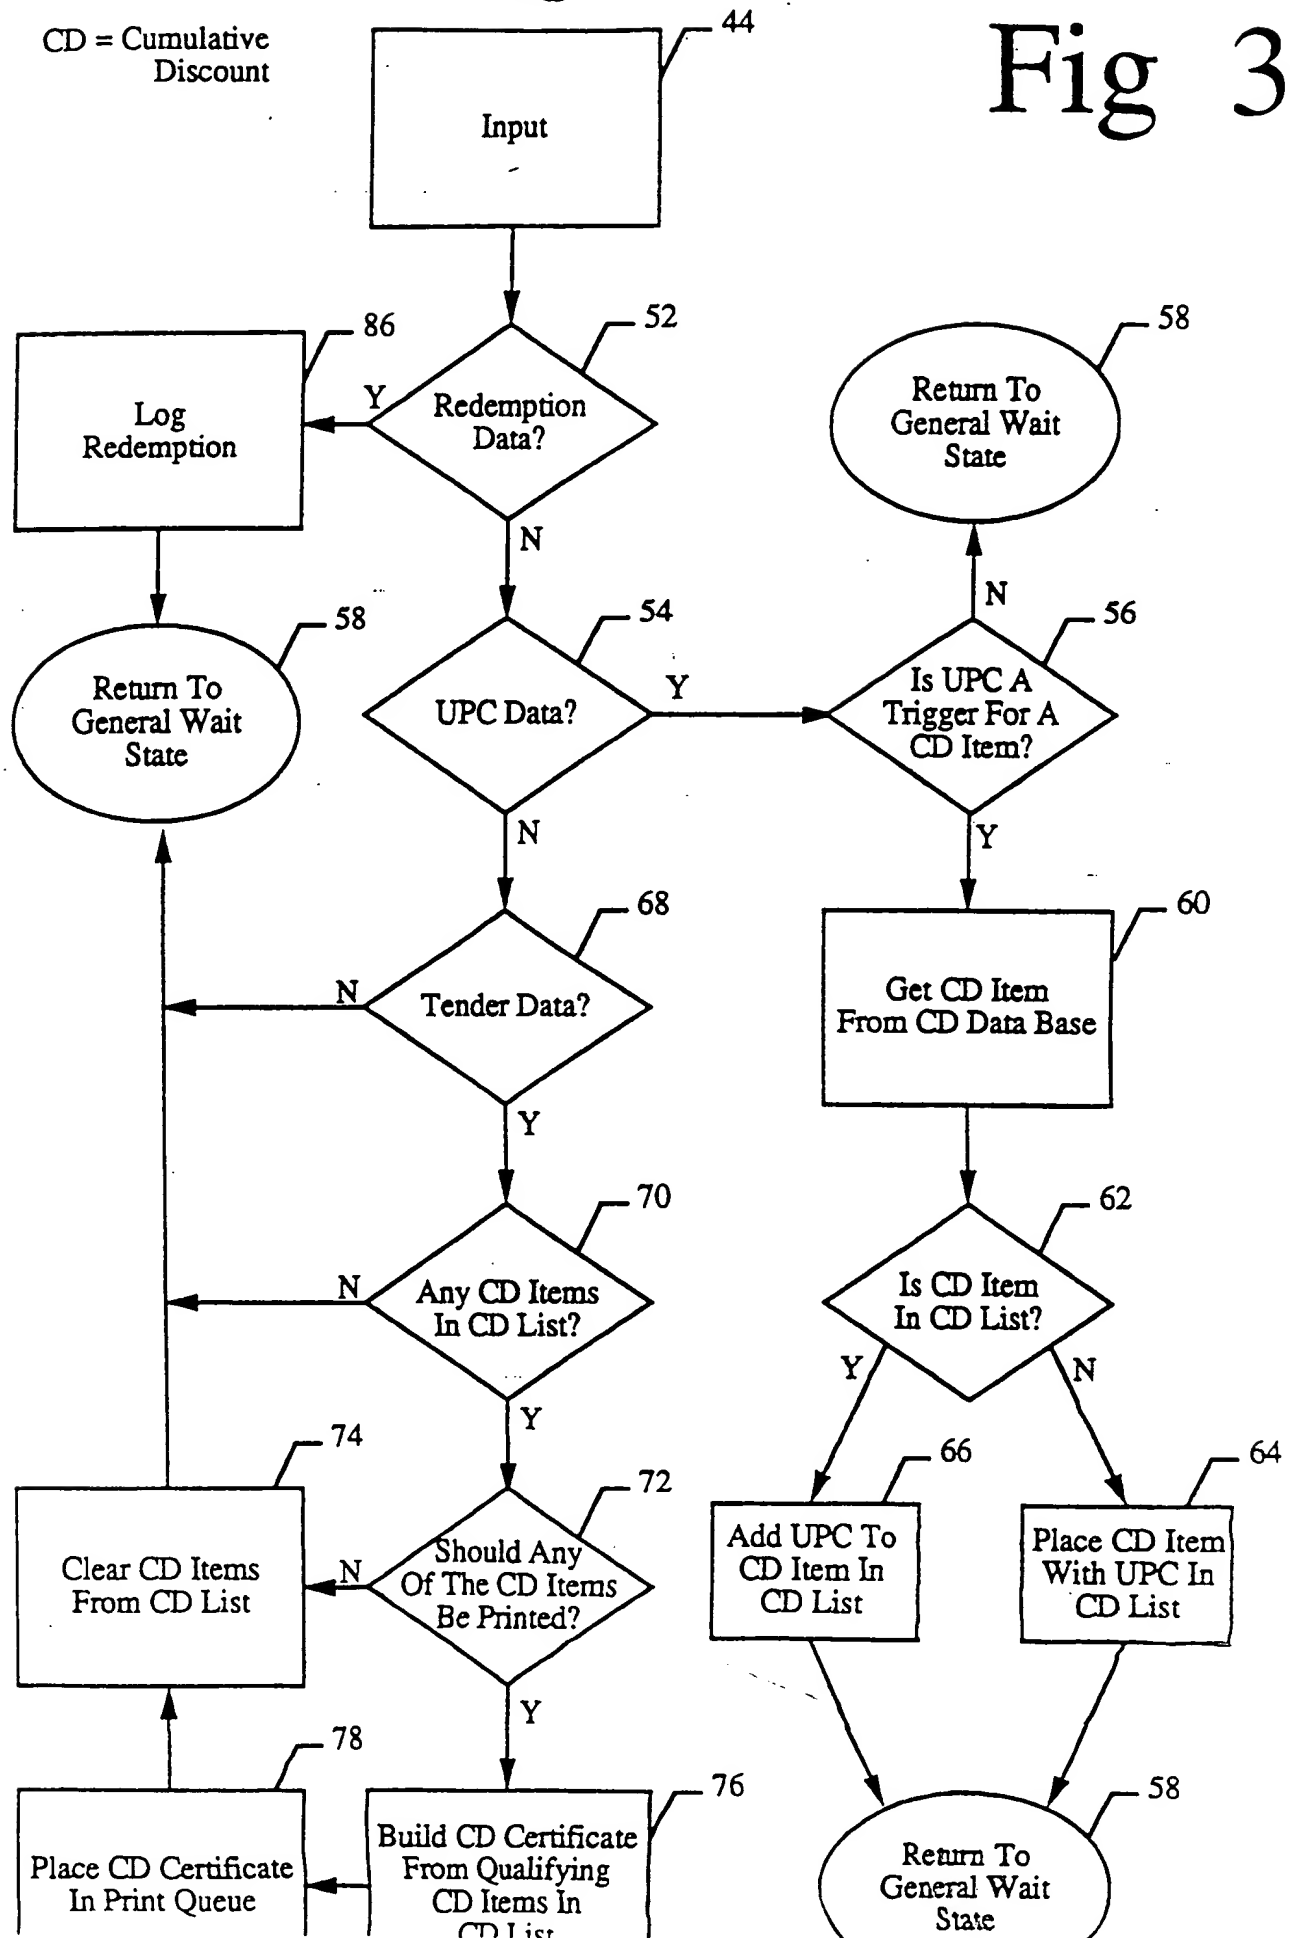 CD = Cumulative
Discount
44
Fig 3
Input
86
52
58
Y
Log
Redemption
Redemption
Data?
Return To
General Wait
State
N
58
54
N
56
Return To
General Wait
State
UPC Data?
Y
Is UPC A
Trigger For A
CD Item?
N
Y
68
60
N
Tender Data?
Get CD Item
From CD Data Base
Y
70
62
N
Any CD Items
In CD List?
Is CD Item
In CD List?
Y
N
Y
74
66
64
72
Clear CD Items
From CD List
N
Should Any
Of The CD Items
Be Printed?
Add UPC To
CD Item In
CD List
Place CD Item
With UPC In
CD List
Y
78
76
58
Place CD Certificate
In Print Queue
Build CD Certificate
From Qualifying
CD Items In
CD List
Return To
General Wait
State